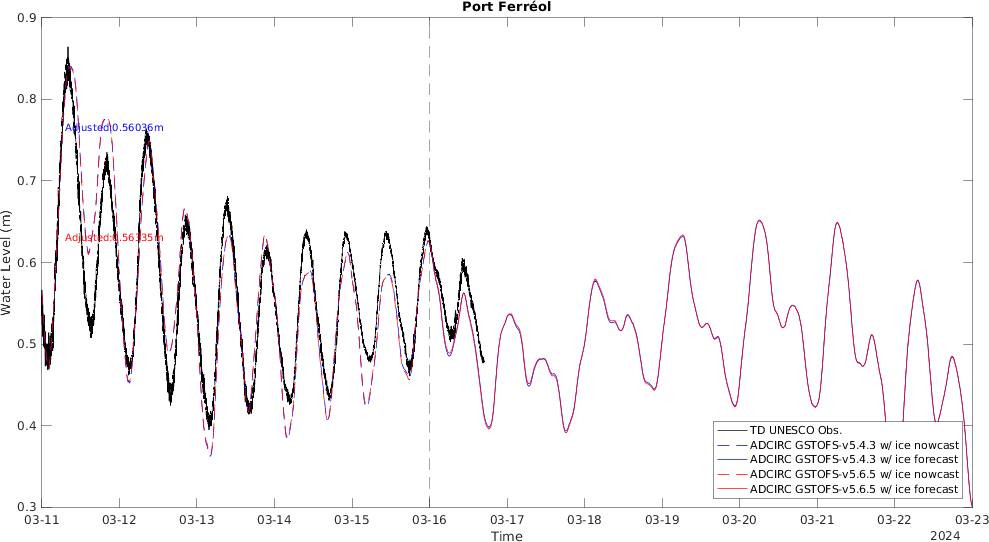 Port Ferréol
0.9
0.8
0.7
0.6
0.5
0.4
0.3
Water Level (m)
Adjusted:0.56036m
Adjusted:0.56335m
TD UNESCO Obs.
ADCIRC GSTOFS-v5.4.3 w/ ice nowcast
ADCIRC GSTOFS-v5.4.3 w/ ice forecast
ADCIRC GSTOFS-v5.6.5 w/ ice nowcast
ADCIRC GSTOFS-v5.6.5 w/ ice forecast
03-11 03-12 03-13 03-14 03-15 03-16 03-17 03-18 03-19 03-20 03-21 03-22 03-23
Time
2024